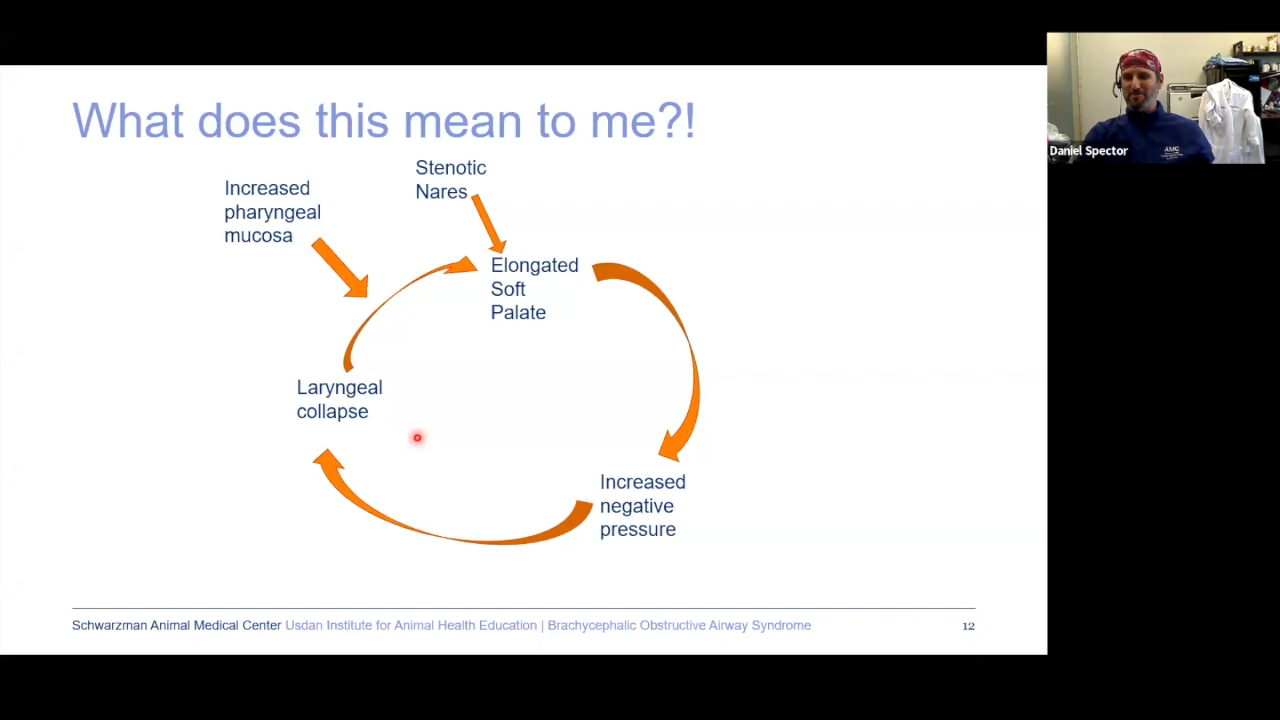 What does this mean to me?!
Stenotic
Nares
Increased
pharyngeal
mucosa
Elongated
Soft
Palate
Laryngeal
collapse
Increased
negative
pressure
Schwarzman Animal Medical Center Usdan Institute for Animal Health Education | Brachycephalic Obstructive Airway Syndrome
12
Daniel Spector
AMC